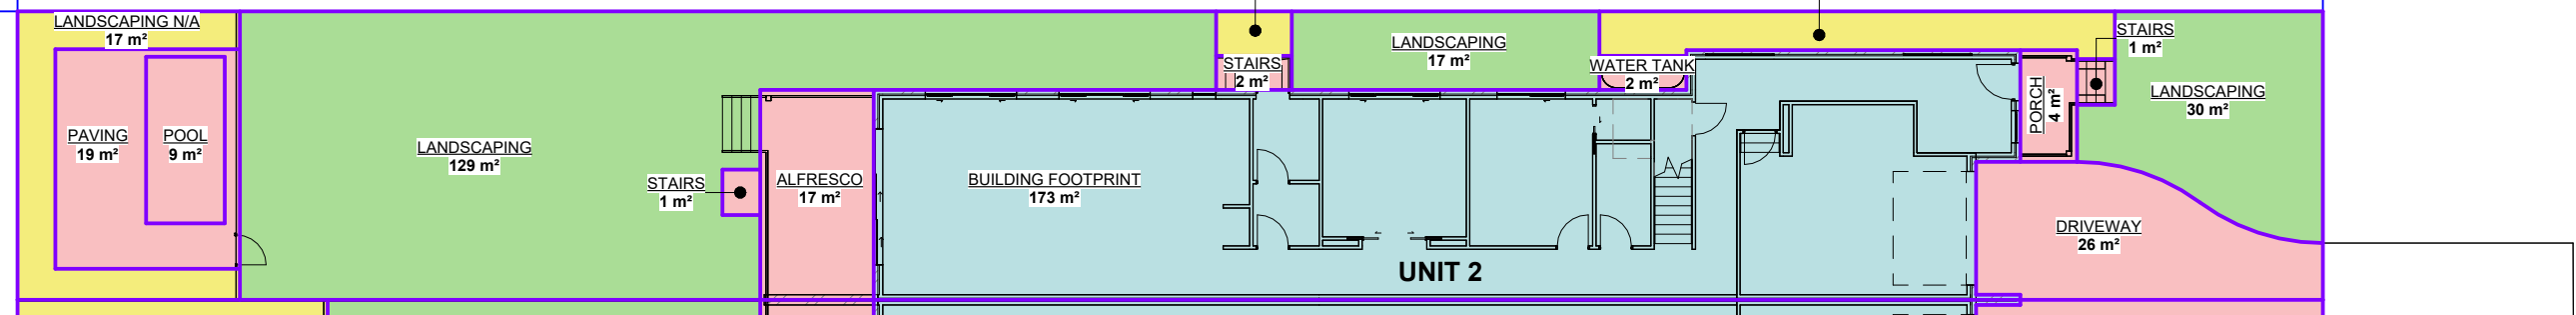 LANDSCAPING N/A
17 m²
PAVING
19 m²
POOL
9 m²
LANDSCAPING
129 m²
STAIRS
1 m²
ALFRESCO
17 m²
BUILDING FOOTPRINT
173 m²
STAIRS
2 m²
LANDSCAPING
17 m²
WATER TANK
2 m²
UNIT 2
PORCH
4 m²
STAIRS
1 m²
LANDSCAPING
30 m²
DRIVEWAY
26 m²